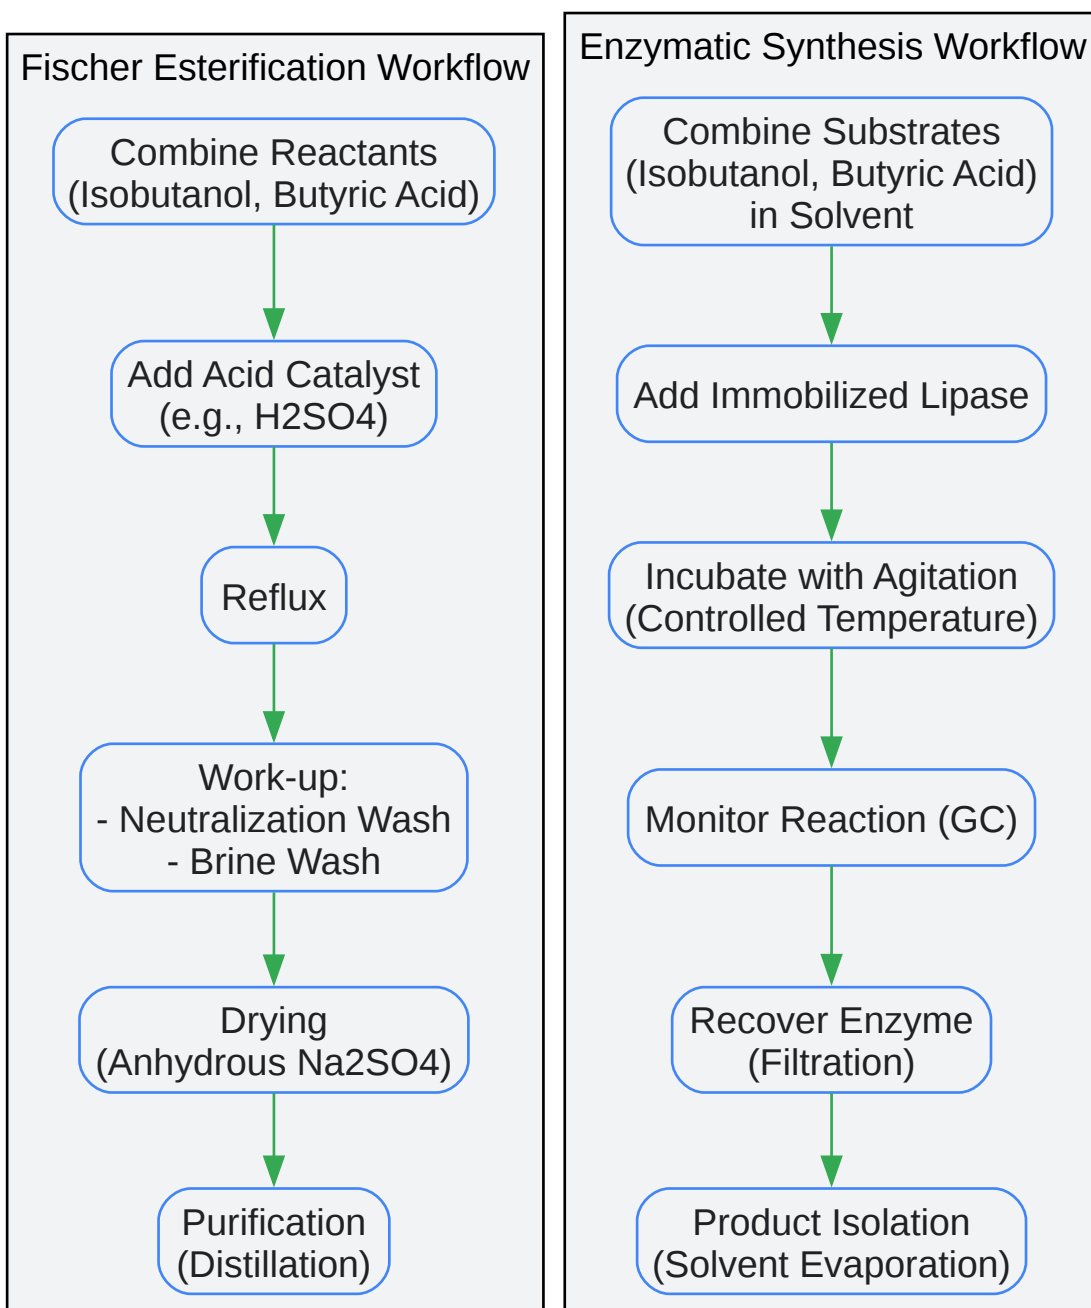 Fischer Esterification Workflow
Combine Reactants
(Isobutanol, Butyric Acid)
Add Acid Catalyst
(e.g., H2SO4)
Reflux
Work-up:
- Neutralization Wash
- Brine Wash
Drying
(Anhydrous Na2SO4)
Purification
(Distillation)
Enzymatic Synthesis Workflow
Combine Substrates
(Isobutanol, Butyric Acid)
in Solvent
Add Immobilized Lipase
Incubate with Agitation
(Controlled Temperature)
Monitor Reaction (GC)
Recover Enzyme
(Filtration)
Product Isolation
(Solvent Evaporation)